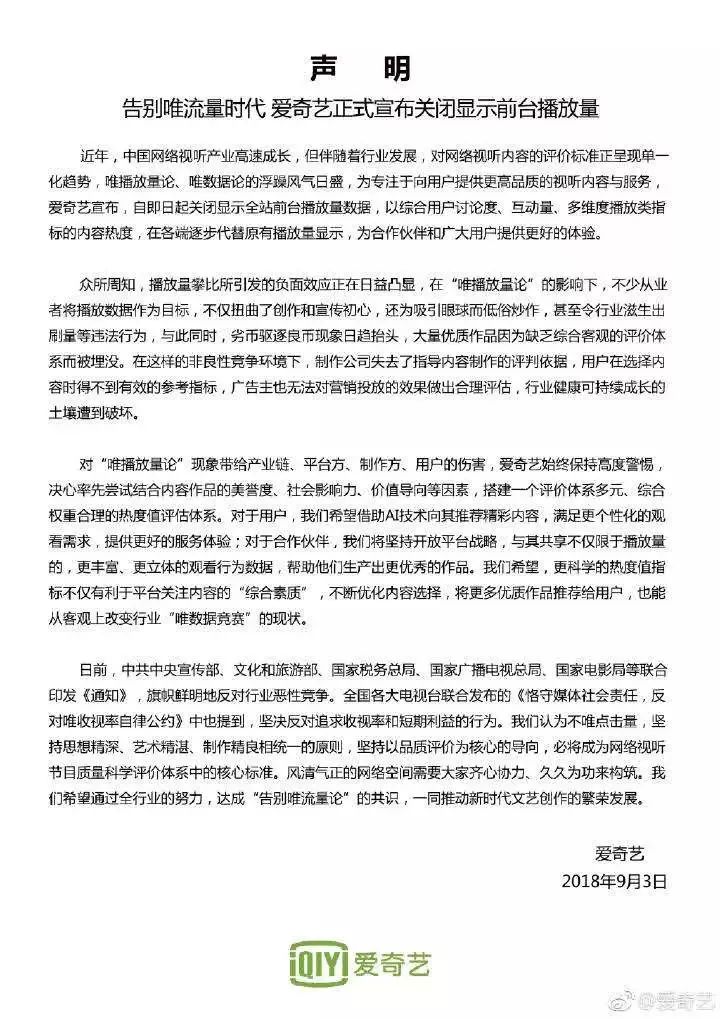 声 明
告别唯流量时代 爱奇艺正式宣布关闭显示前台播放量
近年，中国网络视听产业高速成长，但伴随着行业发展，对网络视听内容的评价标准正呈现单一
化趋势，唯播放量论、唯数据论的浮躁风气日盛，为专注于向用户提供更高品质的视听内容与服务，
爱奇艺宣布，自即日起关闭显示全站前台播放量数据，以综合用户讨论度、互动量、多维度播放类指
标的内容热度，在各端逐步代替原有播放量显示，为合作伙伴和广大用户提供更好的体验。
众所周知，播放量攀比所引发的负面效应正在日益凸显，在“唯播放量论”的影响下，不少从业
者将播放数据作为目标，不仅扭曲了创作和宣传初心，还为吸引眼球而低俗炒作，甚至令行业滋生出
刷量等违法行为，与此同时，劣币驱逐良币现象日趋抬头，大量优质作品因为缺乏综合客观的评价体
系而被埋没。在这样的非良性竞争环境下，制作公司失去了指导内容制作的评判依据，用户在选择内
容时得不到有效的参考指标，广告主也无法对营销投放的效果做出合理评估，行业健康可持续成长的
土壤遭到破坏。
对“唯播放量论”现象带给产业链、平台方、制作方、用户的伤害，爱奇艺始终保持高度警惕，
决心率先尝试结合内容作品的美誉度、社会影响力、价值导向等因素，搭建一个评价体系多元、综合
权重合理的热度值评估体系。对于用户，我们希望借助AI技术向其推荐精彩内容，满足更个性化的观
看需求，提供更好的服务体验；对于合作伙伴，我们将坚持开放平台战略，与其共享不仅限于播放量
的，更丰富、更立体的观看行为数据，帮助他们生产出更优秀的作品。我们希望，更科学的热度值指
标不仅有利于平台关注内容的“综合素质”，不断优化内容选择，将更多优质作品推荐给用户，也能
从客观上改变行业“唯数据竞赛”的现状。
日前，中共中央宣传部、文化和旅游部、国家税务总局、国家广播电视总局、国家电影局等联合
印发《通知》，旗帜鲜明地反对行业恶性竞争。全国各大电视台联合发布的《恪守媒体社会责任，反
对唯收视率自律公约》中也提到，坚决反对追求收视率和短期利益的行为。我们认为不唯点击量，坚
持思想精深、艺术精湛、制作精良相统一的原则，坚持以品质评价为核心的导向，必将成为网络视听
节目质量科学评价体系中的核心标准。风清气正的网络空间需要大家齐心协力、久久为功来构筑。我
们希望通过全行业的努力，达成“告别唯流量论”的共识，一同推动新时代文艺创作的繁荣发展。
爱奇艺
2018年9月3日
iQIYI 爱奇艺
@爱奇艺